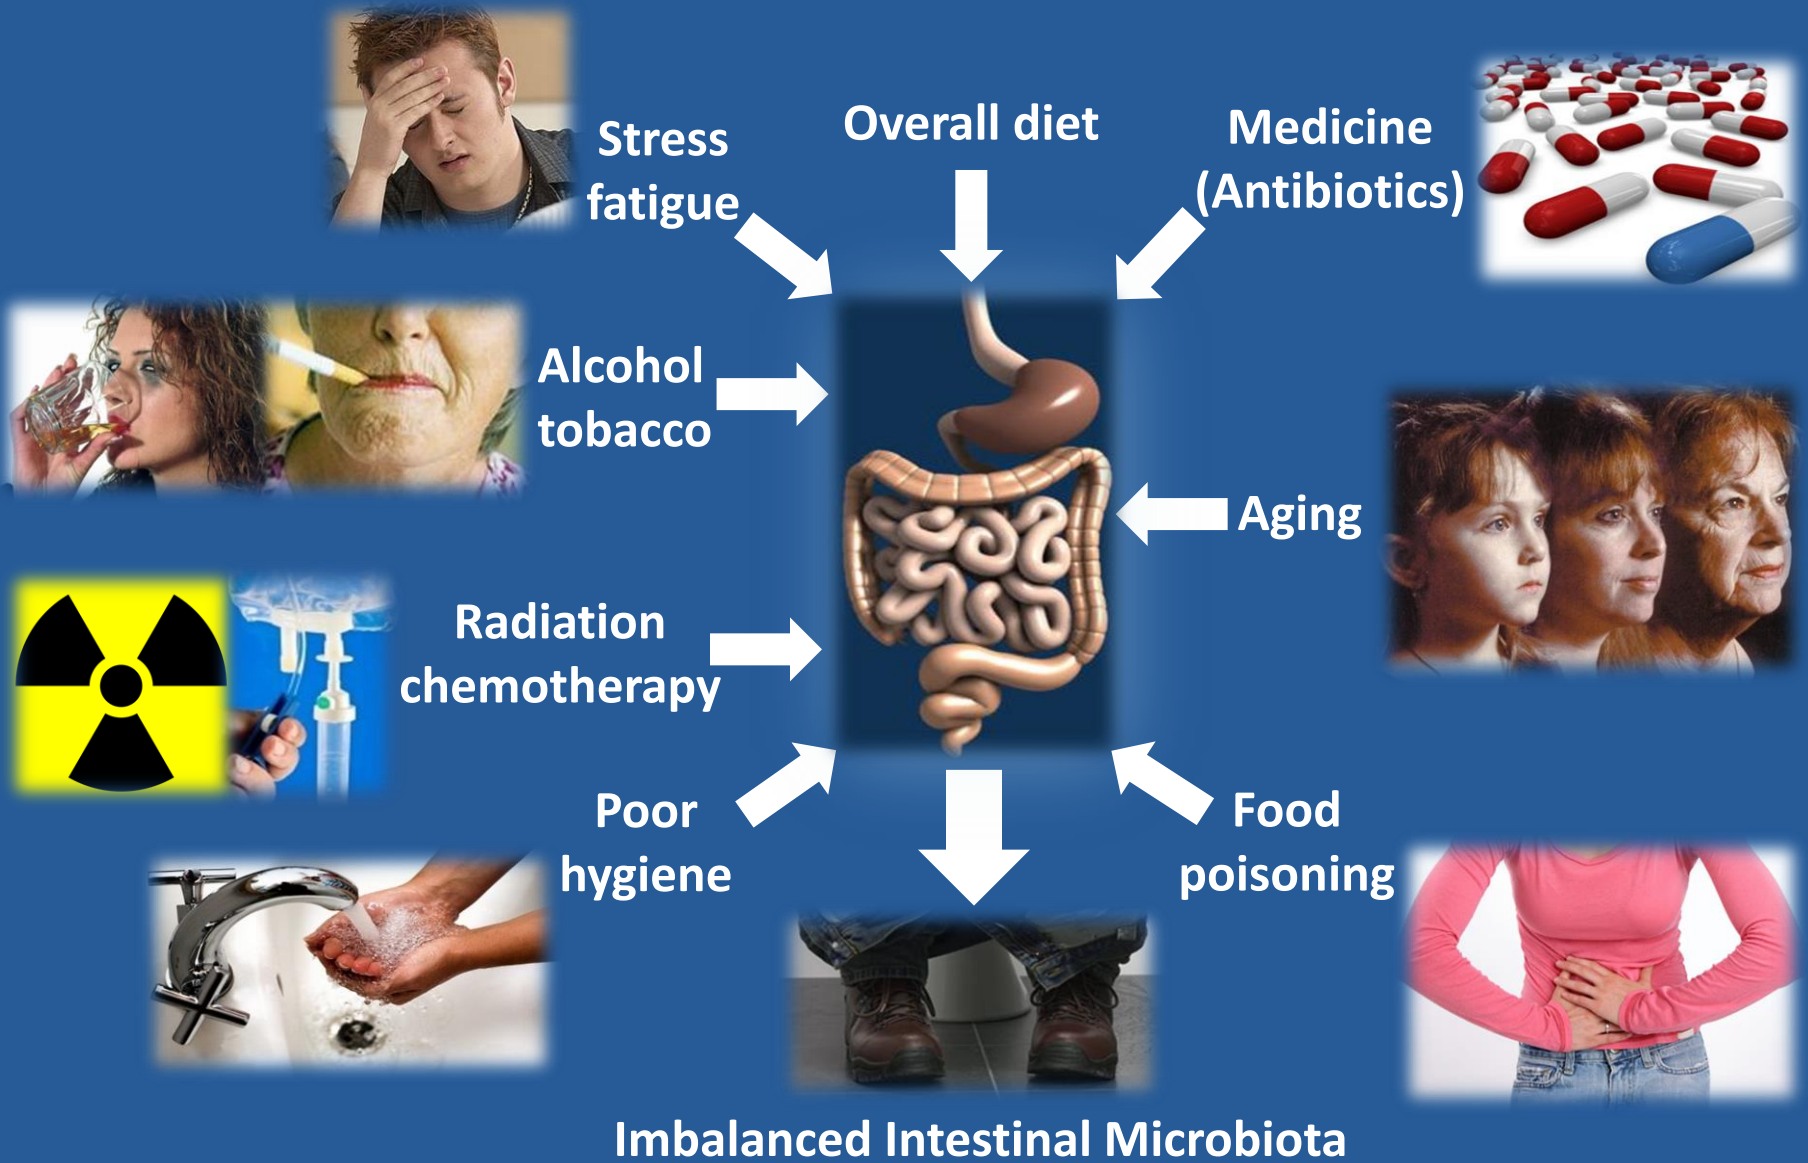 Stress
fatigue
Overall diet
Medicine
(Antibiotics)
Alcohol
tobacco
Aging
Radiation
chemotherapy
Poor
hygiene
Food
poisoning
Imbalanced Intestinal Microbiota